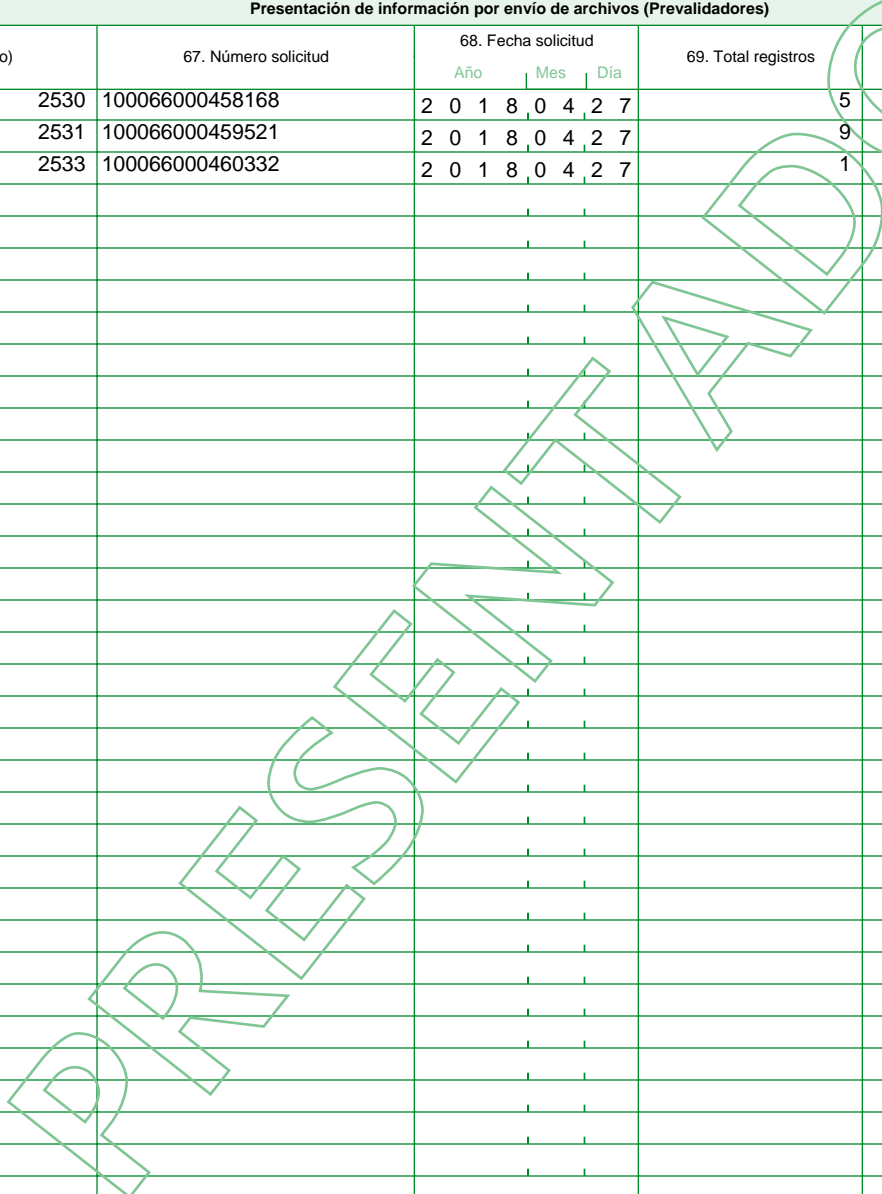 Presentación de información por envío de archivos (Prevalidadores)
o) 67. Número solicitud 68. Fecha solicitud 69. Total registros
Año Mes Día
2530 100066000458168 2 0 1 8 0 4 2 7 5
2531 100066000459521 2 0 1 8 0 4 2 7 9
2533 100066000460332 2 0 1 8 0 4 2 7 1
PRESENTADO